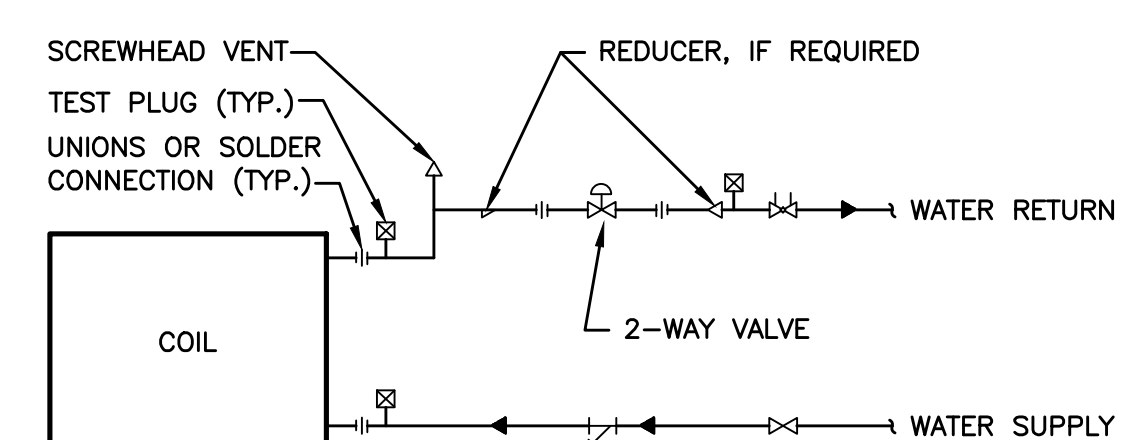 SCREWHEAD VENT
REDUCER, IF REQUIRED
TEST PLUG (TYP.)
UNIONS OR SOLDER
CONNECTION (TYP.)
WATER RETURN
2-WAY VALVE
COIL
WATER SUPPLY